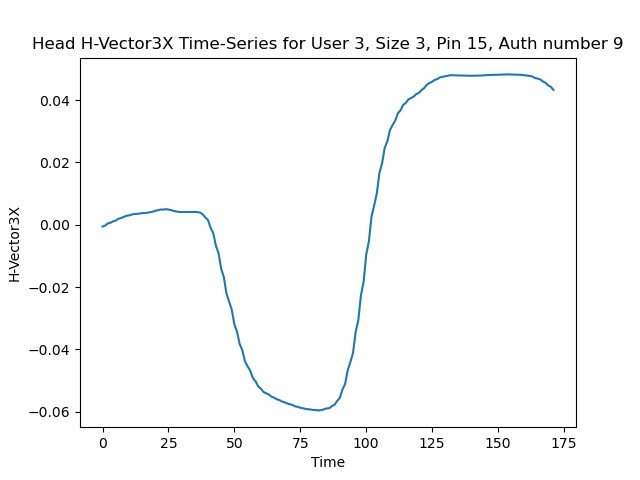 Head H-Vector3X Time-Series for User 3, Size 3, Pin 15, Auth number 9
H-Vector3X
0.04
0.02
0.00
−0.02
−0.04
−0.06
0 25 50 75 100 125 150 175
Time